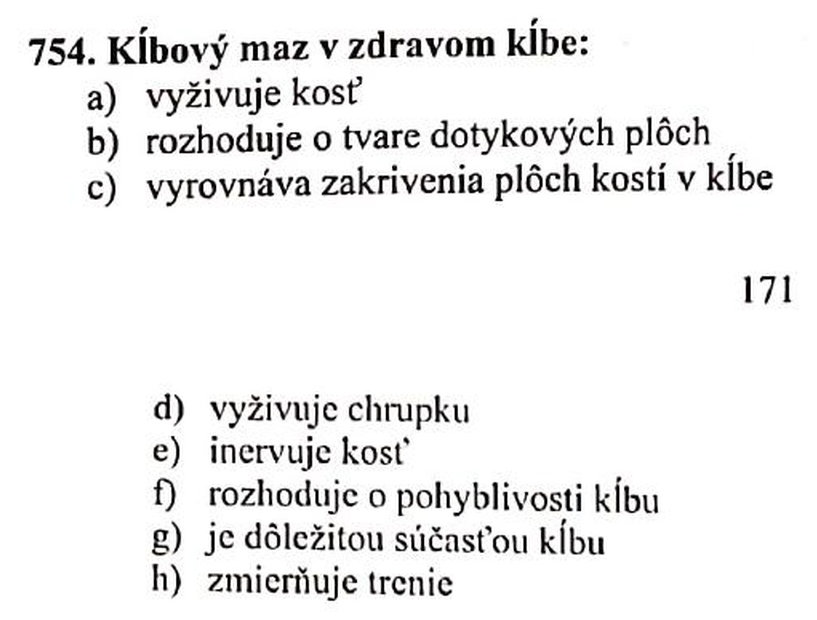 754. Kĺbový maz v zdravom kĺbe:
a) vyživuje kosť
b) rozhoduje o tvare dotykových plôch
c) vyrovnáva zakrivenia plôch kostí v kĺbe
171
d) vyživuje chrupku
e) inervuje kosť
f) rozhoduje o pohyblivosti kĺbu
g) je dôležitou súčasťou kĺbu
h) zmierňuje trenie